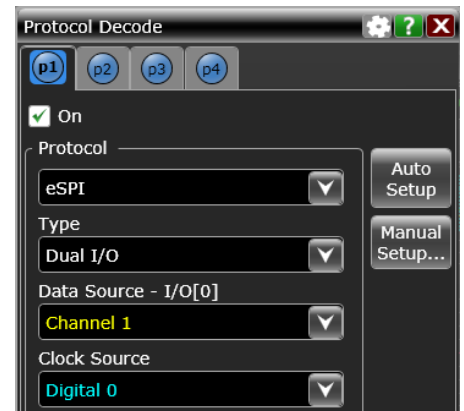 Protocol Decode
?
X
p1
p2
p3
p4
On
Protocol
eSPI
Auto
Setup
Type
Dual I/O
Manual
Setup...
Data Source - I/O[0]
Channel 1
Clock Source
Digital 0